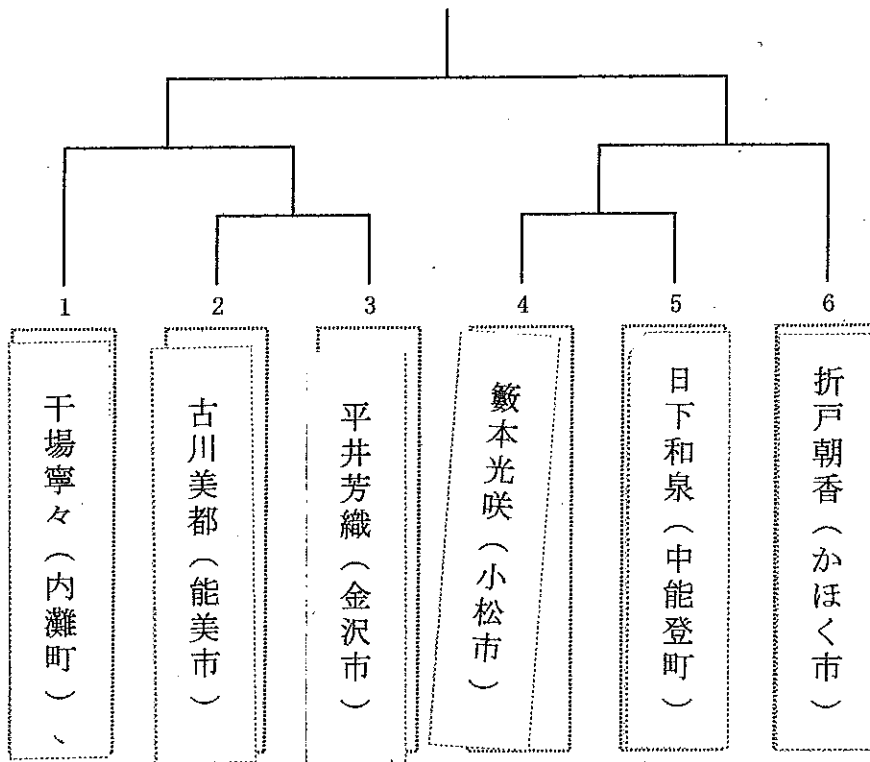 1
2
3
4
5
6
干場寧々（内灘町）
古川美都（能美市）
平井芳織（金沢市）
籔本光咲（小松市）
日下和泉（中能登町）
折戸朝香（かほく市）